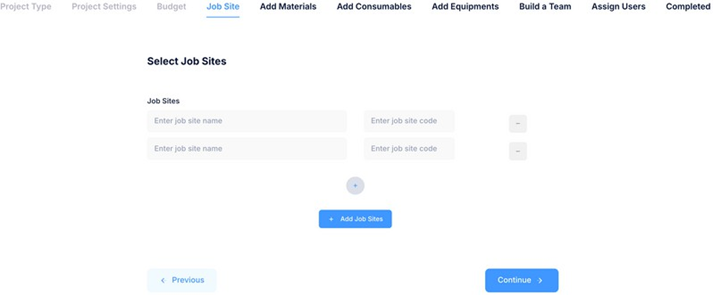 Project Type Project Settings Budget Job Site Add Materials Add Consumables Add Equipments Build a Team Assign Users Completed
Select Job Sites
Job Sites
Enter job site name Enter job site code −
Enter job site name Enter job site code −
+
+ Add Job Sites
‹ Previous Continue ›